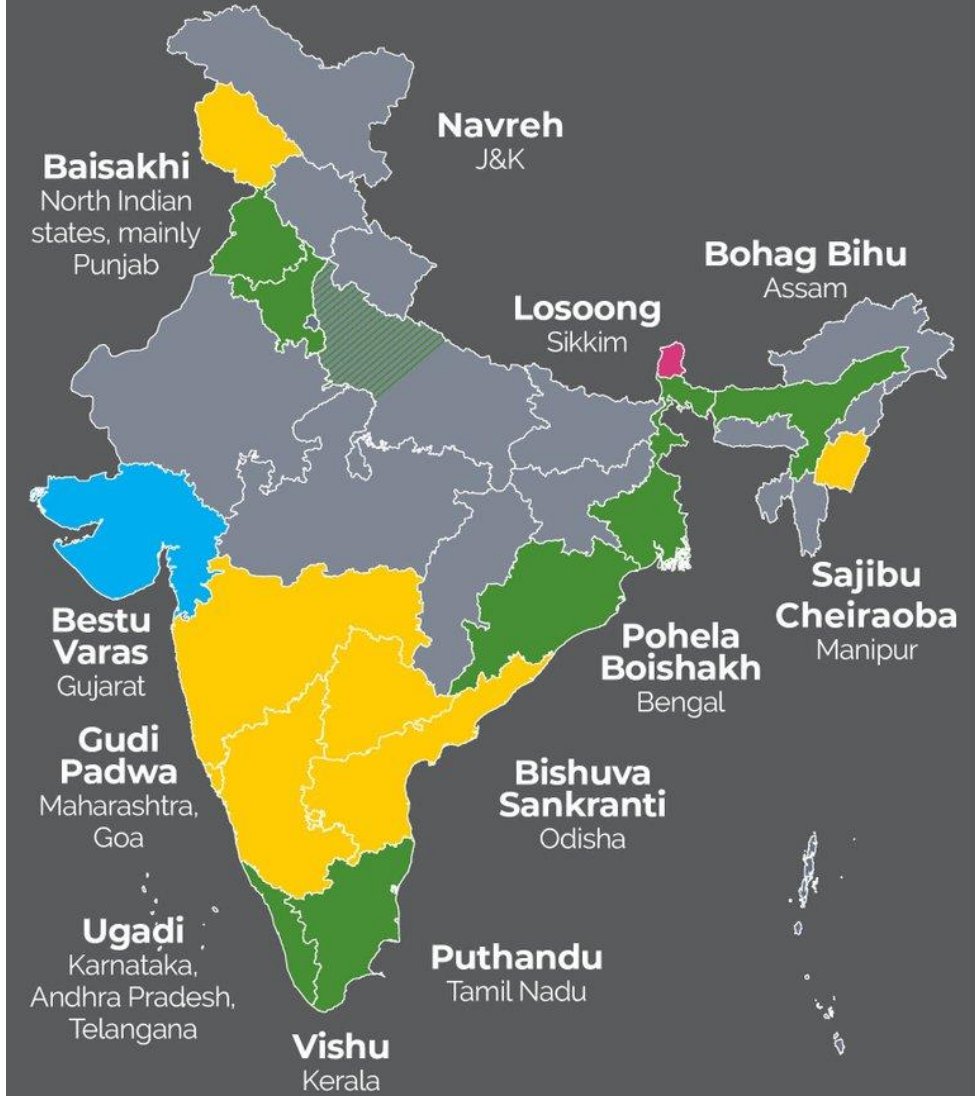 Navreh
J&K
Baisakhi
North Indian
states, mainly
Punjab
Bohag Bihu
Assam
Losoong
Sikkim
Sajibu
Cheiraoba
Manipur
Bestu
Varas
Gujarat
Pohela
Boishakh
Bengal
Gudi
Padwa
Maharashtra,
Goa
Bishuva
Sankranti
Odisha
Ugadi
Karnataka,
Andhra Pradesh,
Telangana
Puthandu
Tamil Nadu
Vishu
Kerala